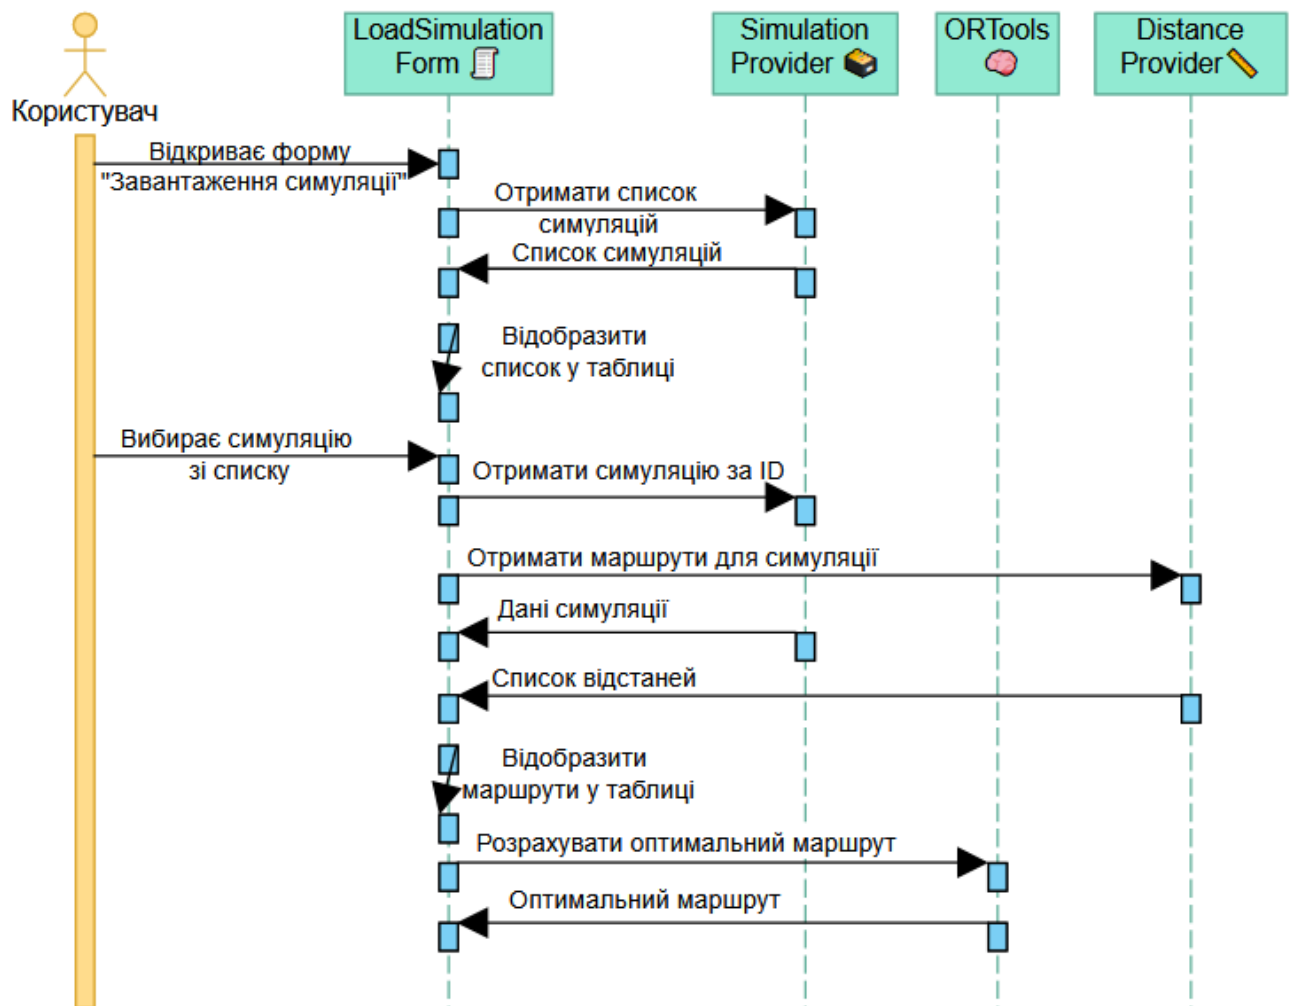 LoadSimulation
Form
Simulation
Provider
ORTools
Distance
Provider
Користувач
Відкриває форму
"Завантаження симуляції"
Отримати список
симуляцій
Список симуляцій
Відобразити
список у таблиці
Вибирає симуляцію
зі списку
Отримати симуляцію за ID
Отримати маршрути для симуляції
Дані симуляції
Список відстаней
Відобразити
маршрути у таблиці
Розрахувати оптимальний маршрут
Оптимальний маршрут